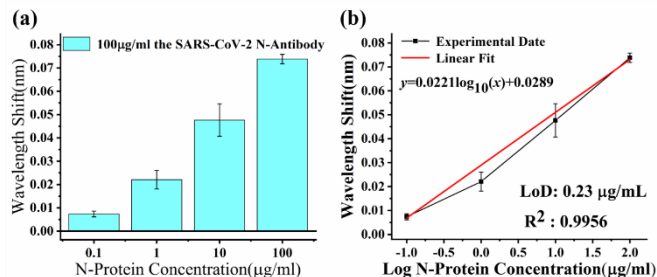 (a)
100μg/ml the SARS-CoV-2 N-Antibody
Wavelength Shift(nm)
0.08
0.07
0.06
0.05
0.04
0.03
0.02
0.01
0.00
0.1 1 10 100
N-Protein Concentration(μg/ml)
(b)
Experimental Date
Linear Fit
y=0.0221log10(x)+0.0289
Wavelength Shift(nm)
0.08
0.07
0.06
0.05
0.04
0.03
0.02
0.01
0.00
LoD: 0.23 μg/mL
R2 : 0.9956
-1.0 -0.5 0.0 0.5 1.0 1.5 2.0
Log N-Protein Concentration(μg/ml)